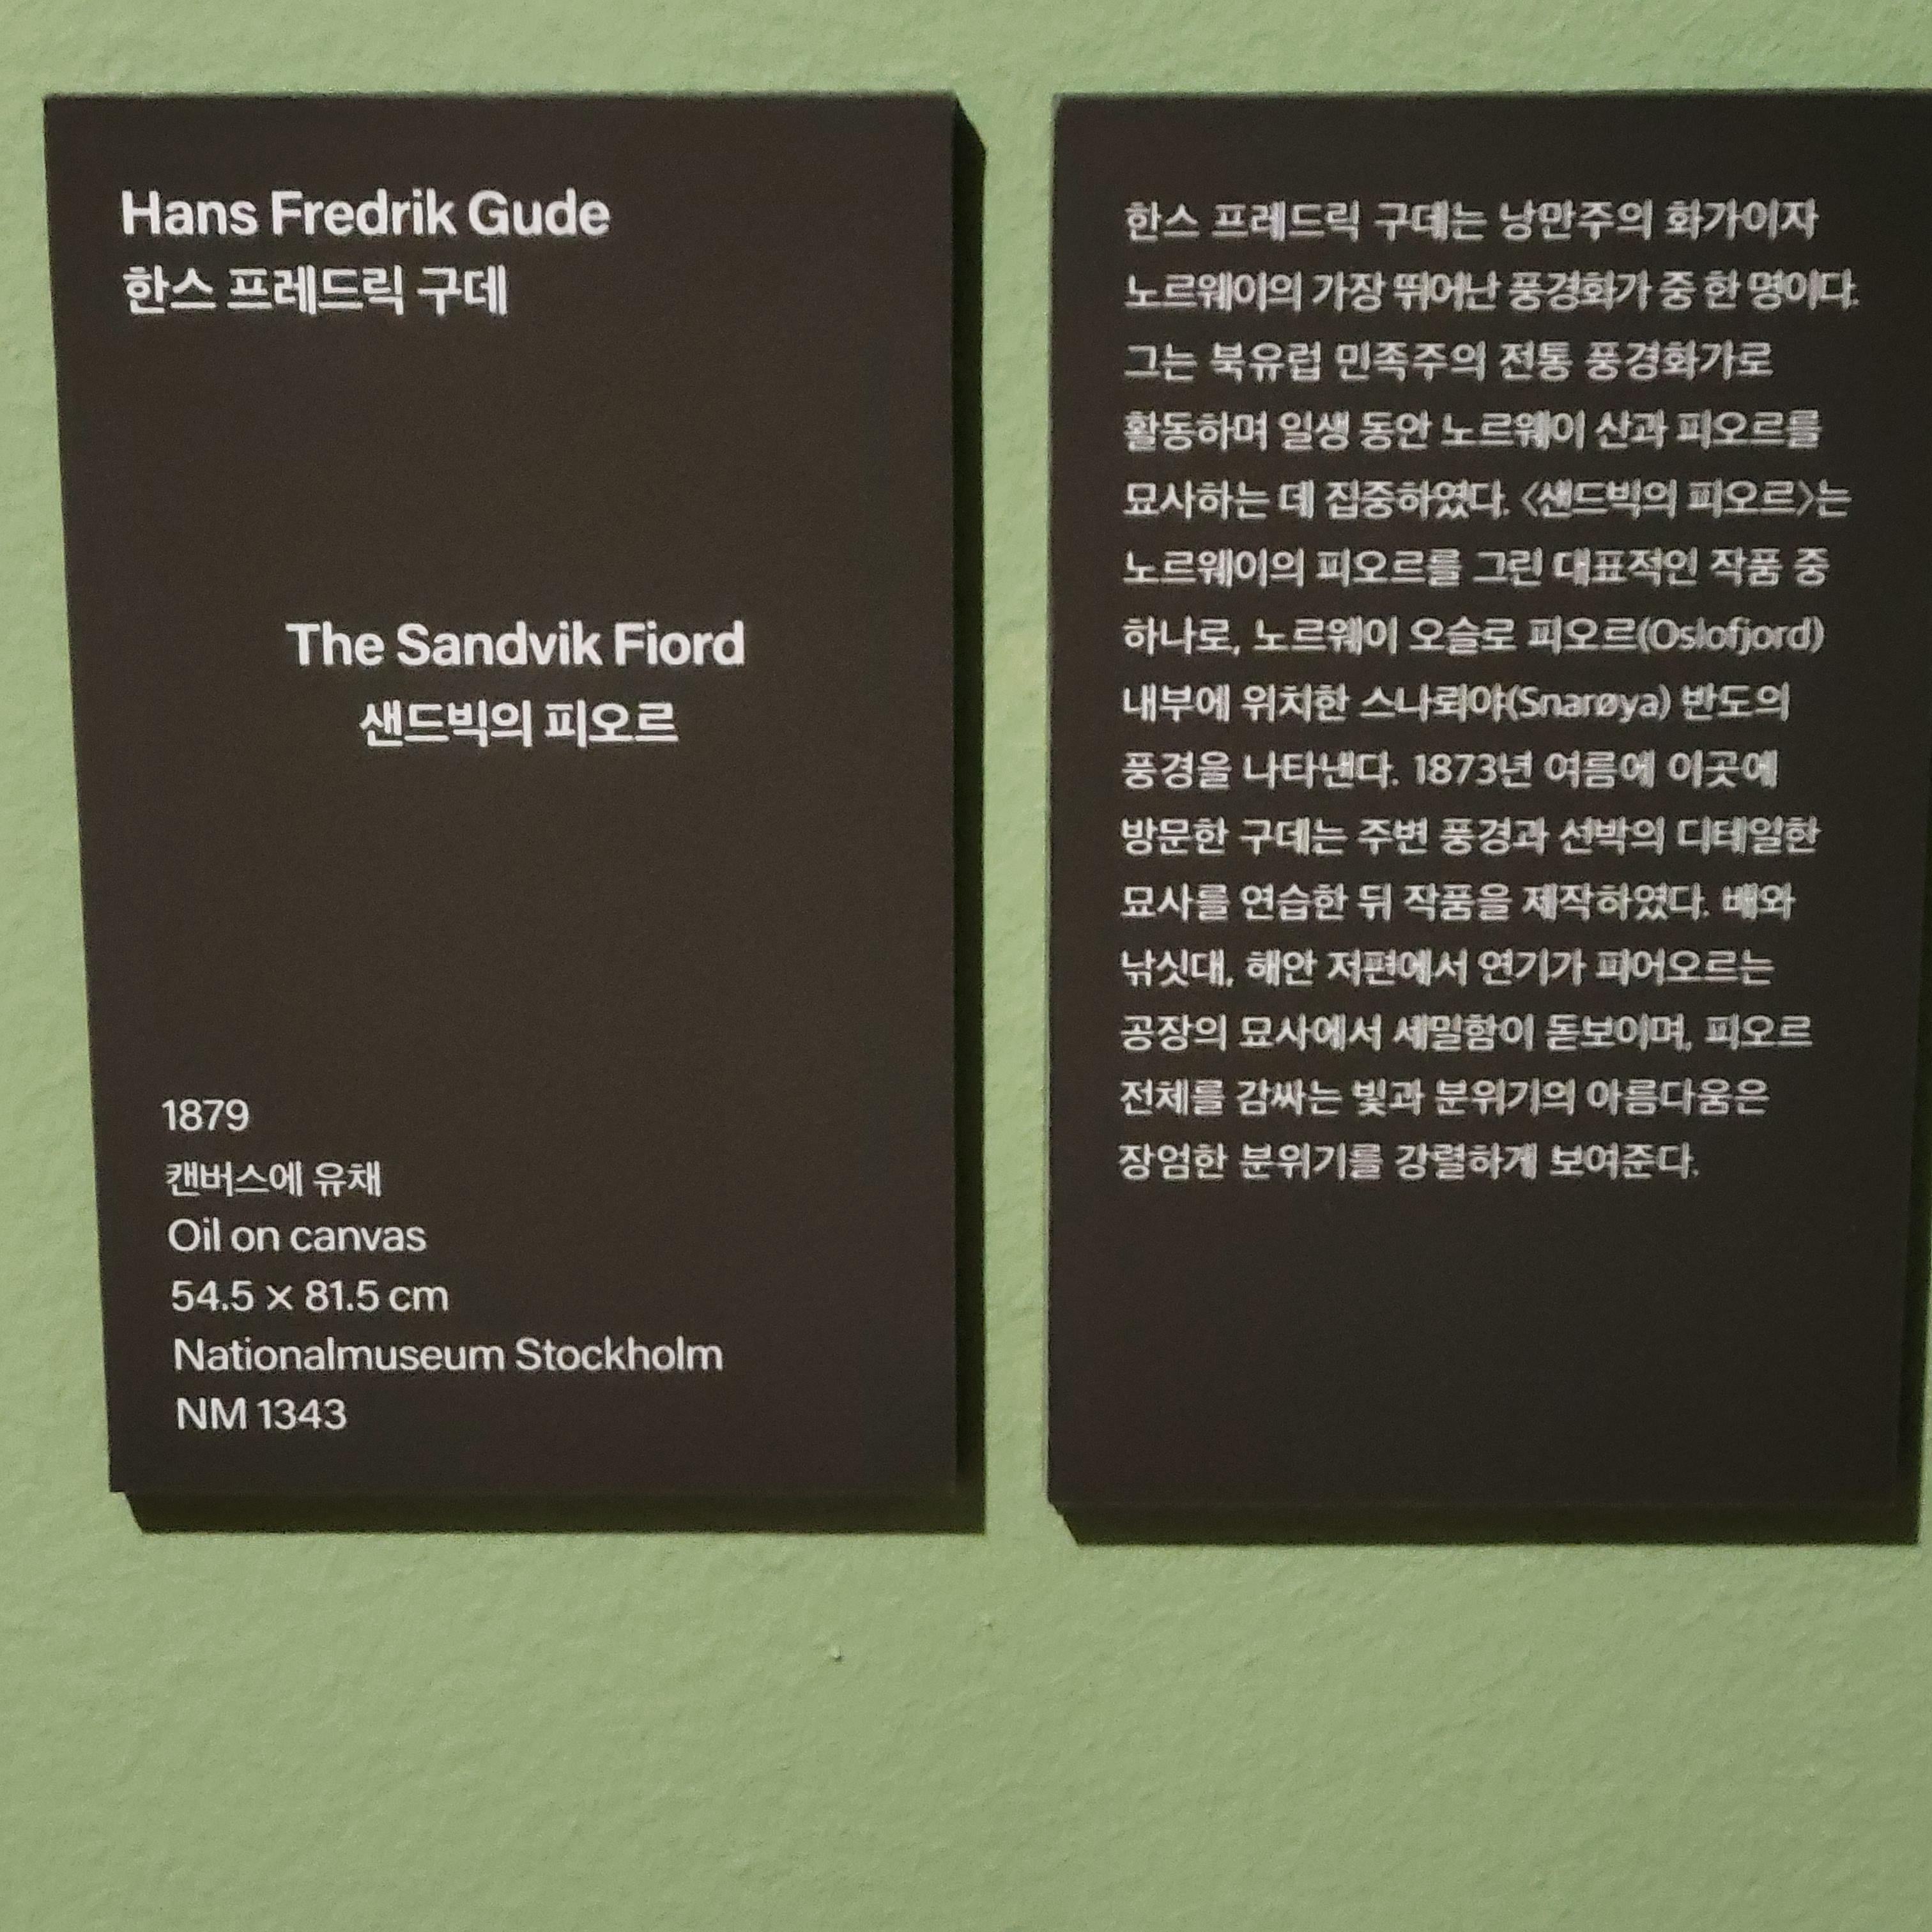 Hans Fredrik Gude
한스 프레드릭 구데
The Sandvik Fiord
샌드빅의 피오르
1879
캔버스에 유채
Oil on canvas
54.5 × 81.5 cm
Nationalmuseum Stockholm
NM 1343
한스 프레드릭 구데는 낭만주의 화가이자
노르웨이의 가장 뛰어난 풍경화가 중 한 명이다.
그는 북유럽 민족주의 전통 풍경화가로
활동하며 일생 동안 노르웨이 산과 피오르를
묘사하는 데 집중하였다. 〈샌드빅의 피오르〉는
노르웨이의 피오르를 그린 대표적인 작품 중
하나로, 노르웨이 오슬로 피오르(Oslofjord)
내부에 위치한 스나뢰야(Snarøya) 반도의
풍경을 나타낸다. 1873년 여름에 이곳에
방문한 구데는 주변 풍경과 선박의 디테일한
묘사를 연습한 뒤 작품을 제작하였다. 배와
낚싯대, 해안 저편에서 연기가 피어오르는
공장의 묘사에서 세밀함이 돋보이며, 피오르
전체를 감싸는 빛과 분위기의 아름다움은
장엄한 분위기를 강렬하게 보여준다.